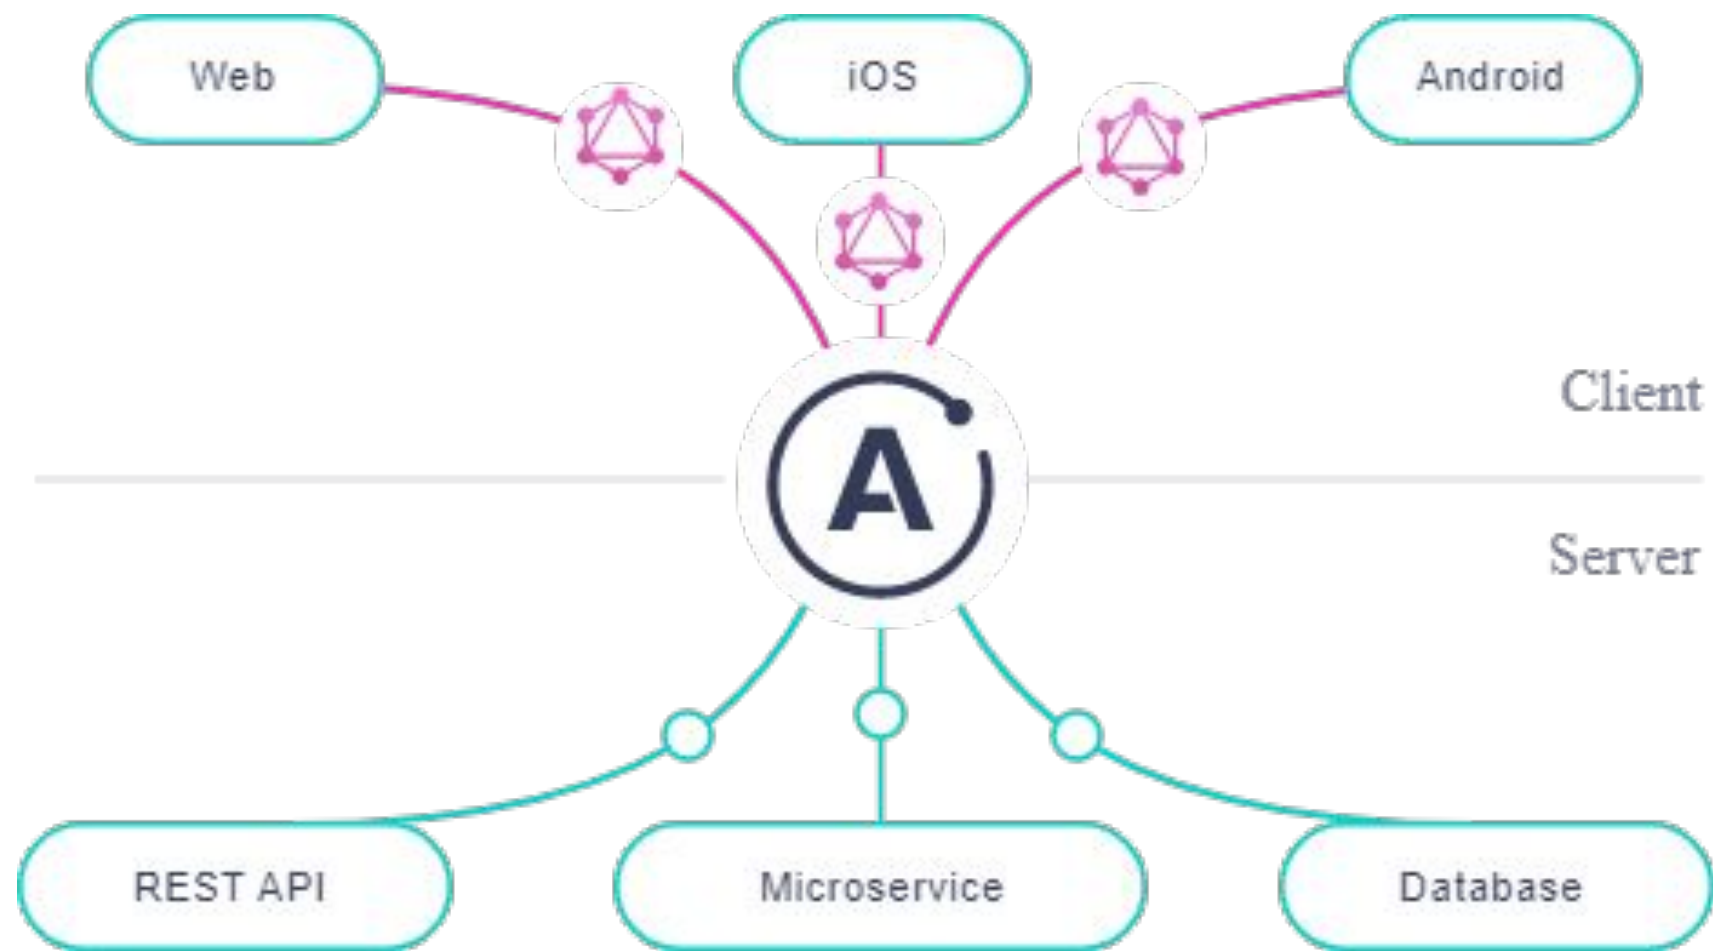 Web
iOS
Android
Client
A
Server
REST API
Microservice
Database